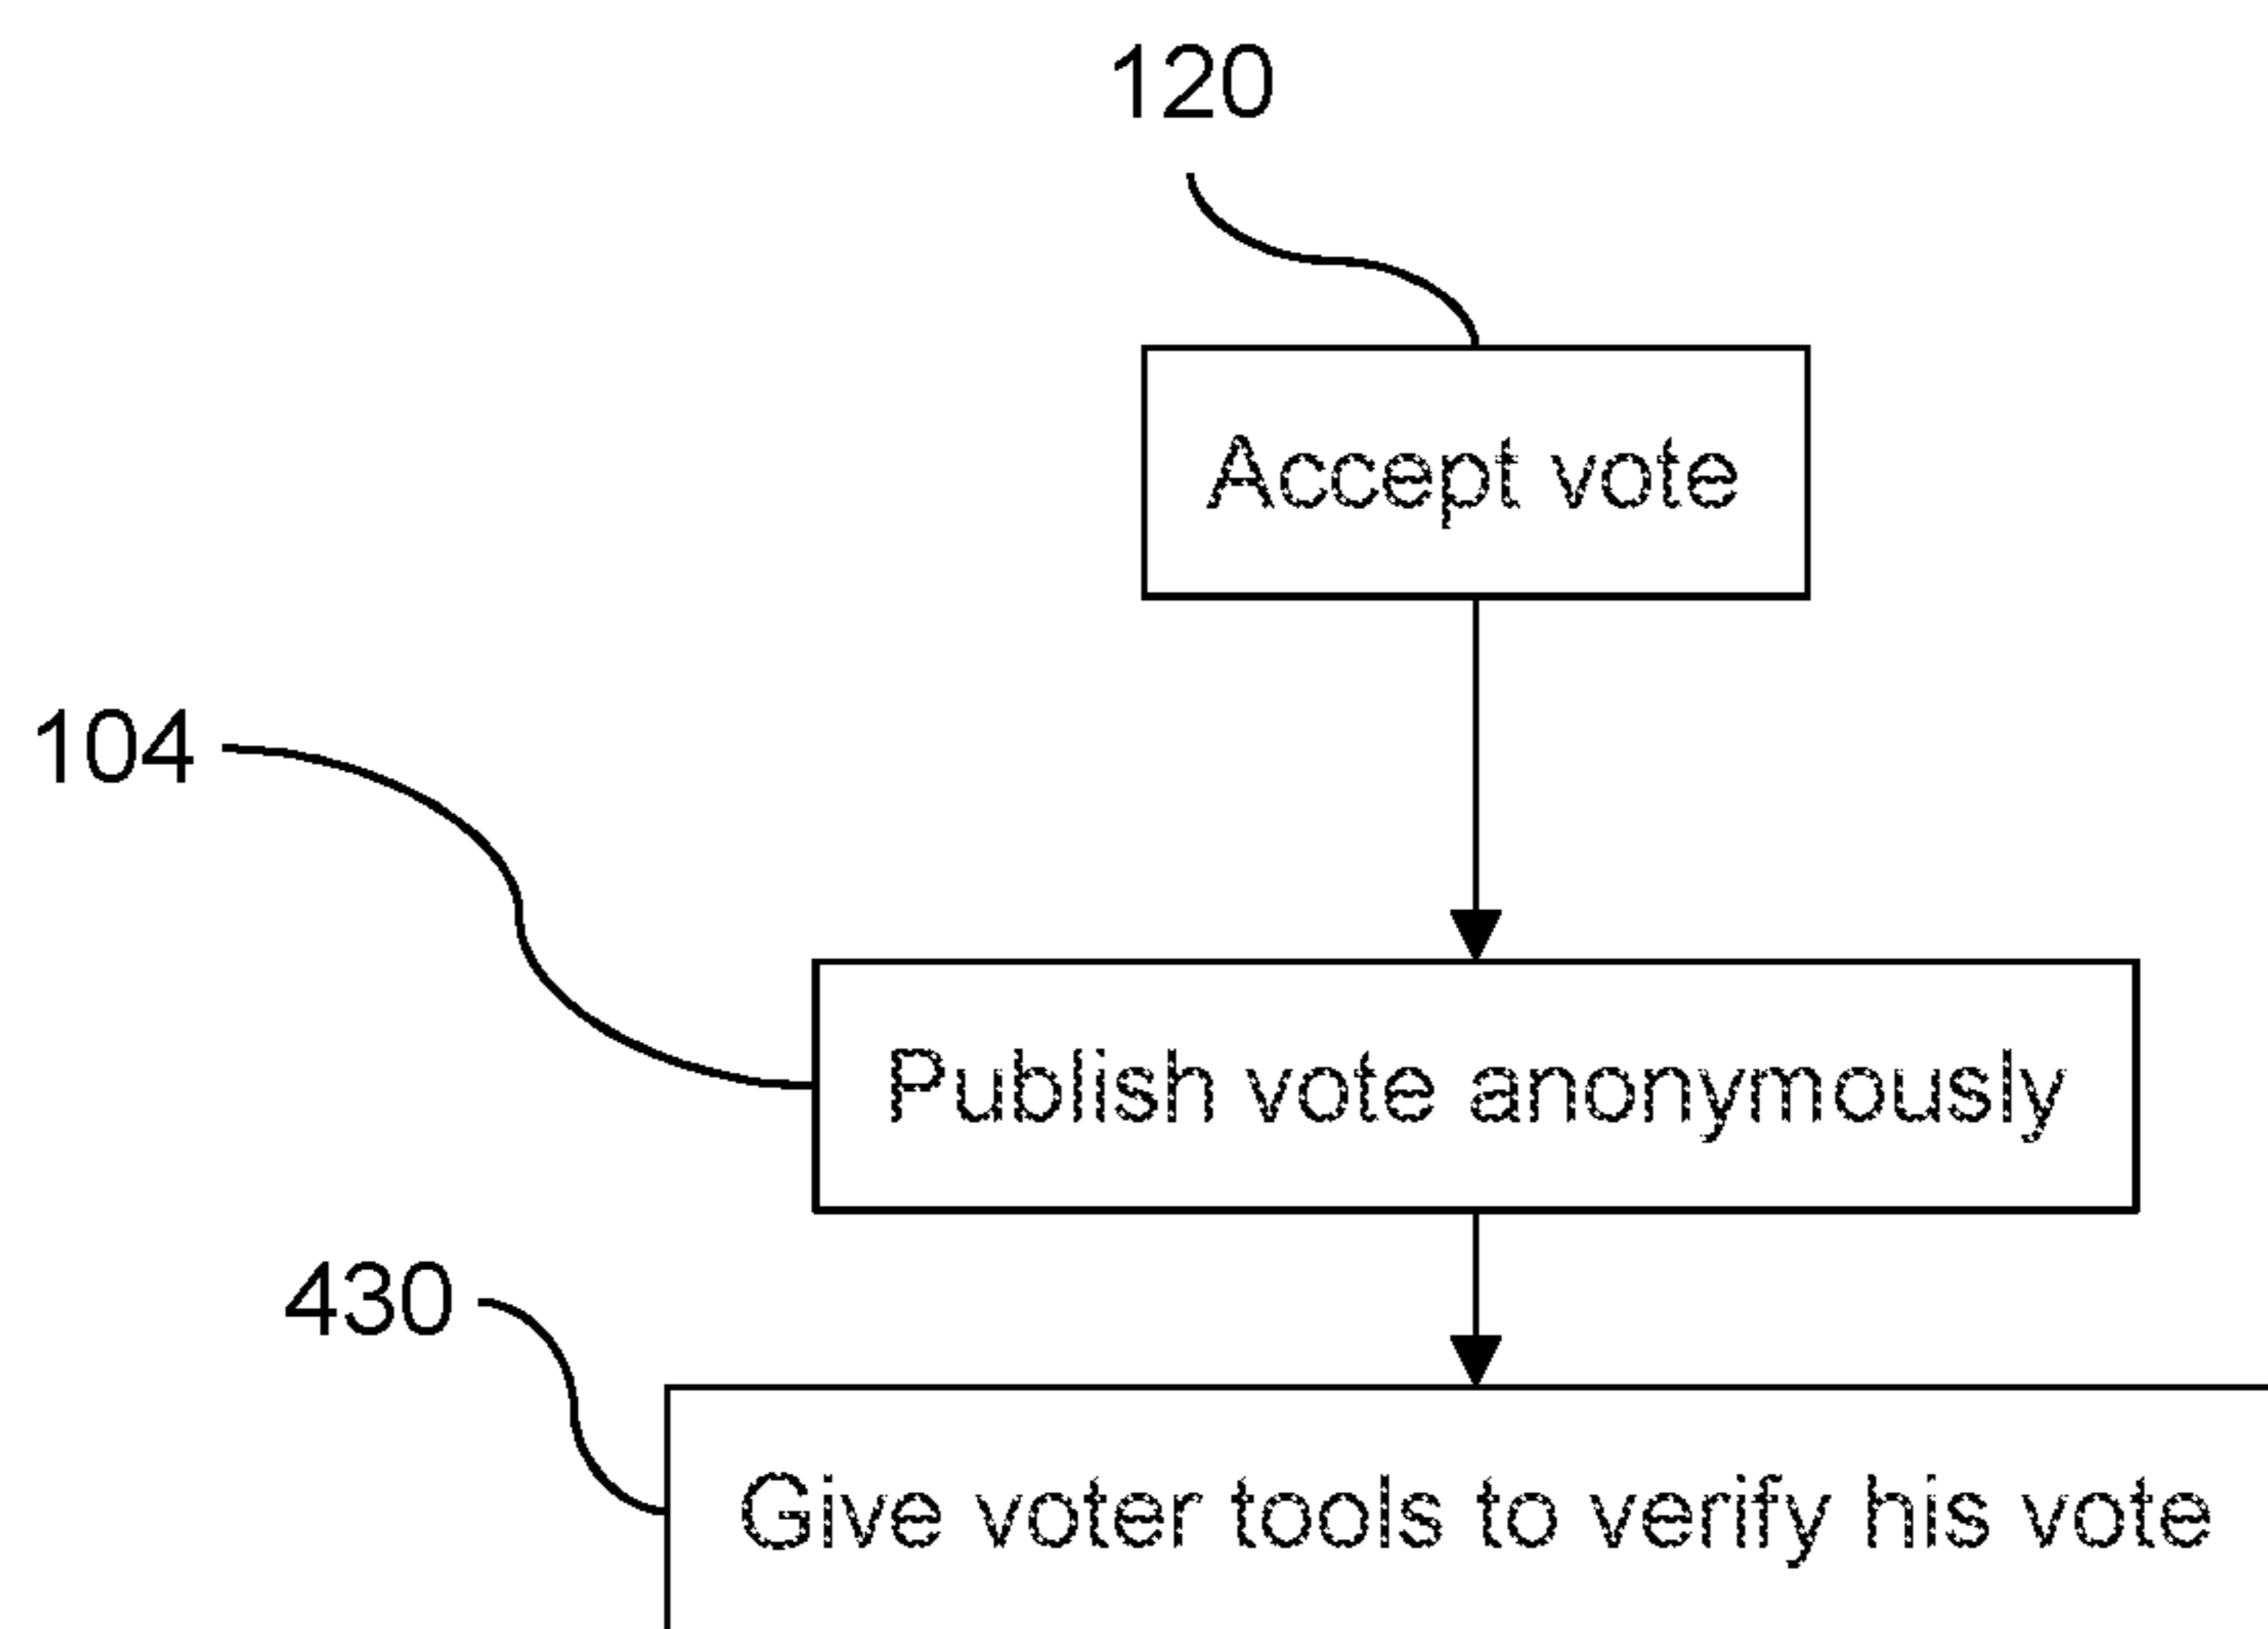 120
Accept vote
104
Publish vote anonymously
430
Give voter tools to verify his vote